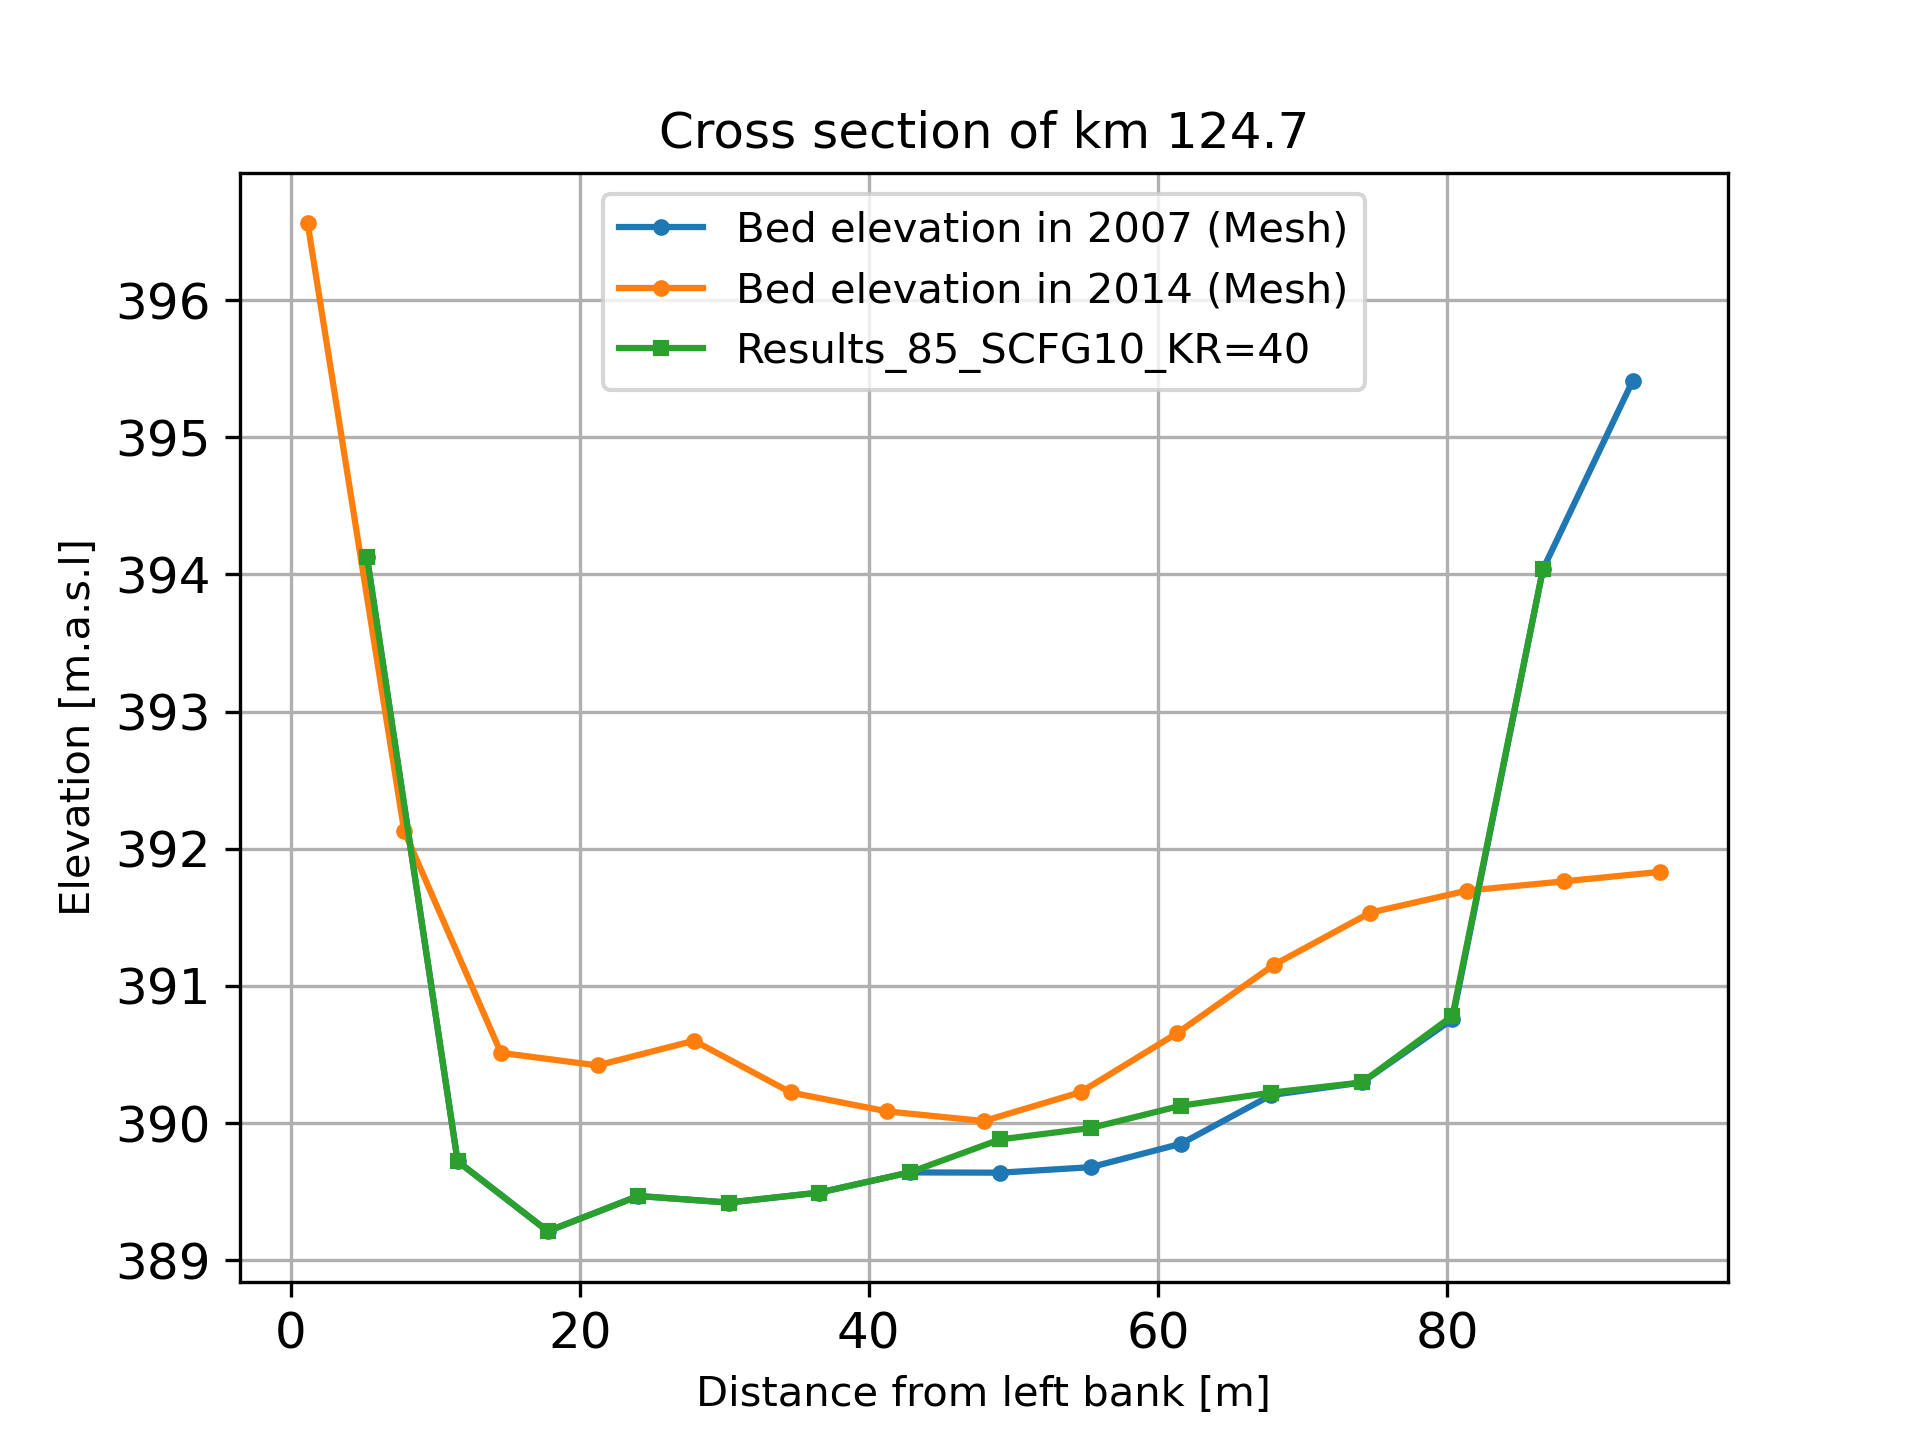 Cross section of km 124.7
Bed elevation in 2007 (Mesh)
Bed elevation in 2014 (Mesh)
Results_85_SCFG10_KR=40
396
395
394
393
392
391
390
389
Elevation [m.a.s.l]
0 20 40 60 80
Distance from left bank [m]